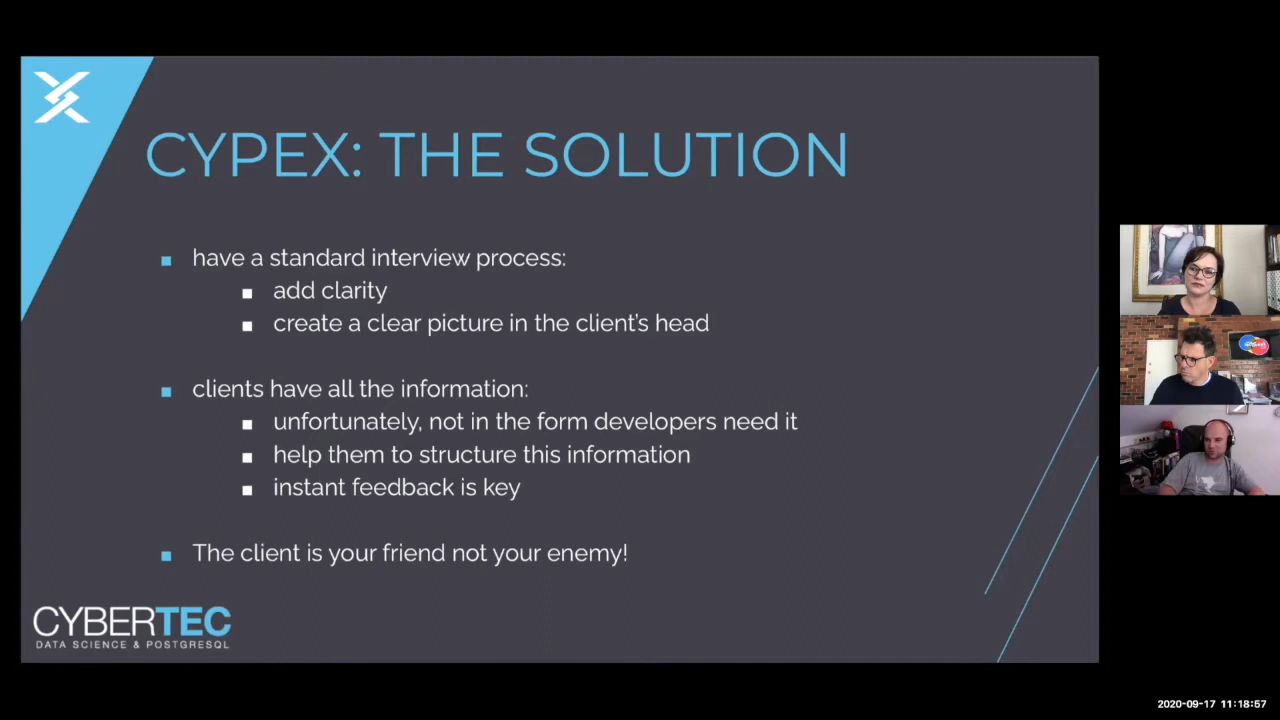 CYPEX: THE SOLUTION
have a standard interview process:
add clarity
create a clear picture in the client's head
clients have all the information:
unfortunately, not in the form developers need it
help them to structure this information
instant feedback is key
The client is your friend not your enemy!
CYBERTEC
DATA SCIENCE & POSTGRESQL
2020-09-17 11:18:57